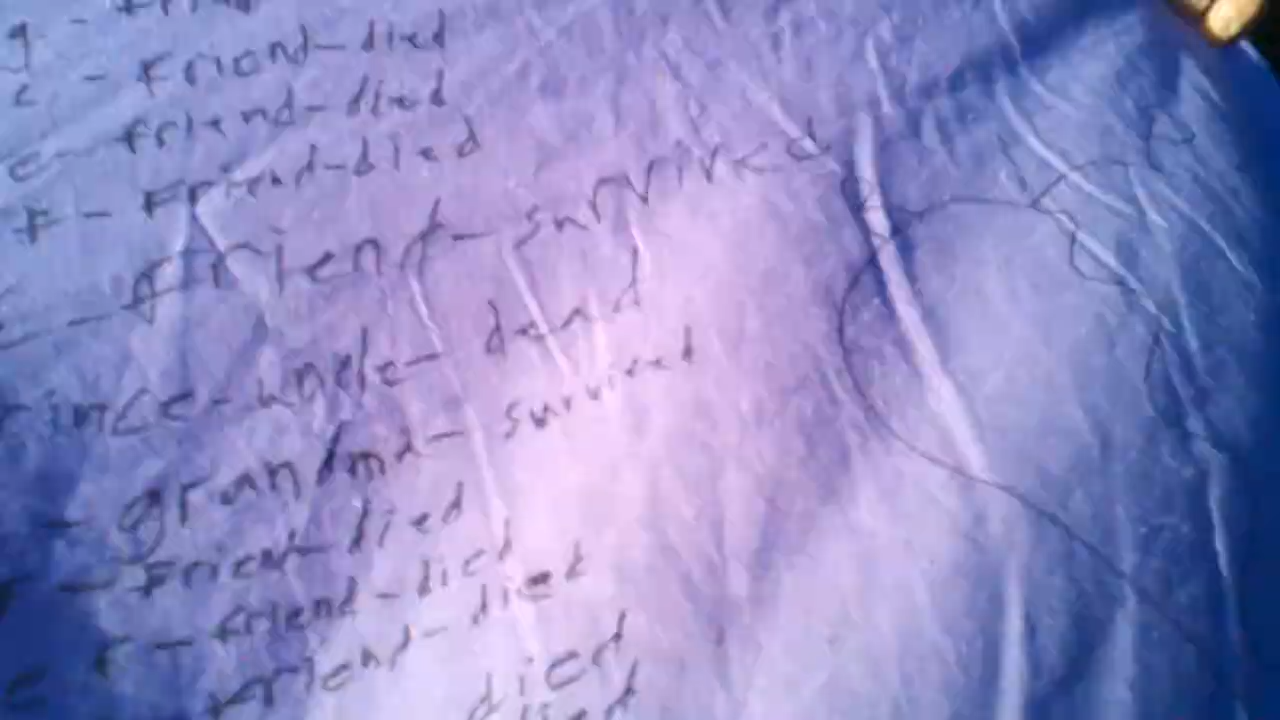 g - Friend
c - Friend-died
c - friend-died
F - Friend-died
- friend-survived
rince-uncle-dead
- grandma-survived
r - Friend-died
c r - friend-died
Friend-died
died
died